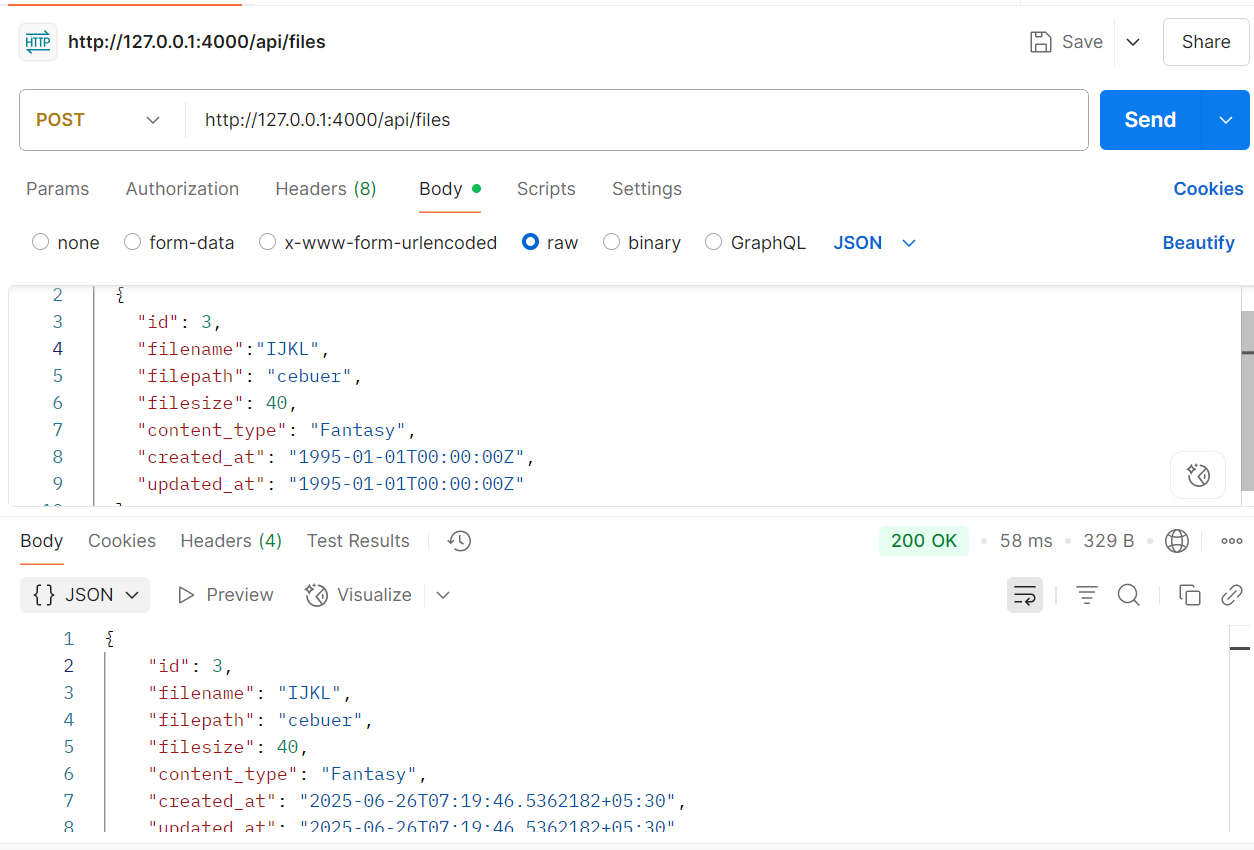 HTTP http://127.0.0.1:4000/api/files Save Share
POST http://127.0.0.1:4000/api/files Send
Params Authorization Headers (8) Body Scripts Settings Cookies
none form-data x-www-form-urlencoded raw binary GraphQL JSON Beautify
2 {
3 "id": 3,
4 "filename":"IJKL",
5 "filepath": "cebuer",
6 "filesize": 40,
7 "content_type": "Fantasy",
8 "created_at": "1995-01-01T00:00:00Z",
9 "updated_at": "1995-01-01T00:00:00Z"
Body Cookies Headers (4) Test Results 200 OK • 58 ms • 329 B •
{} JSON Preview Visualize
1 {
2 "id": 3,
3 "filename": "IJKL",
4 "filepath": "cebuer",
5 "filesize": 40,
6 "content_type": "Fantasy",
7 "created_at": "2025-06-26T07:19:46.5362182+05:30",
8 "updated_at": "2025-06-26T07:19:46.5362182+05:30"